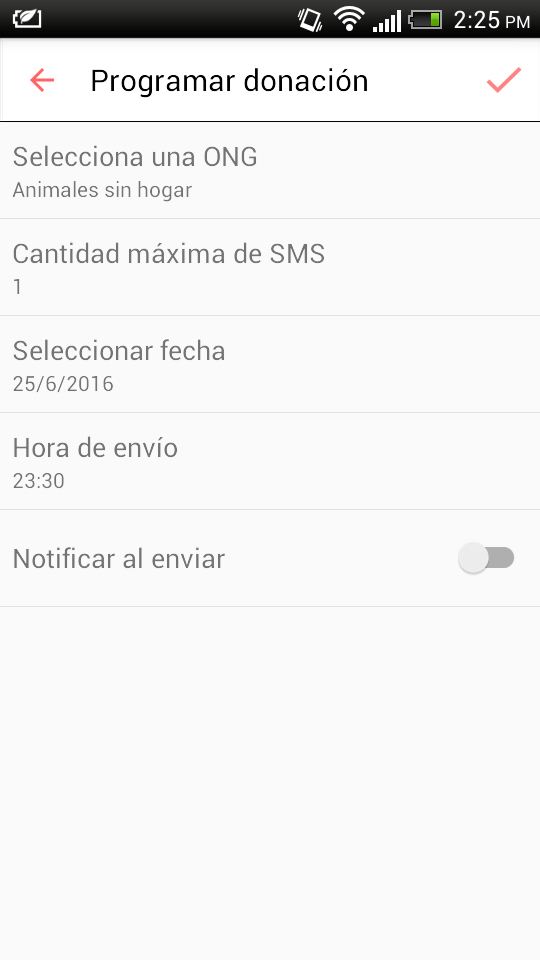 2:25 PM
Programar donación
Selecciona una ONG
Animales sin hogar
Cantidad máxima de SMS
1
Seleccionar fecha
25/6/2016
Hora de envío
23:30
Notificar al enviar